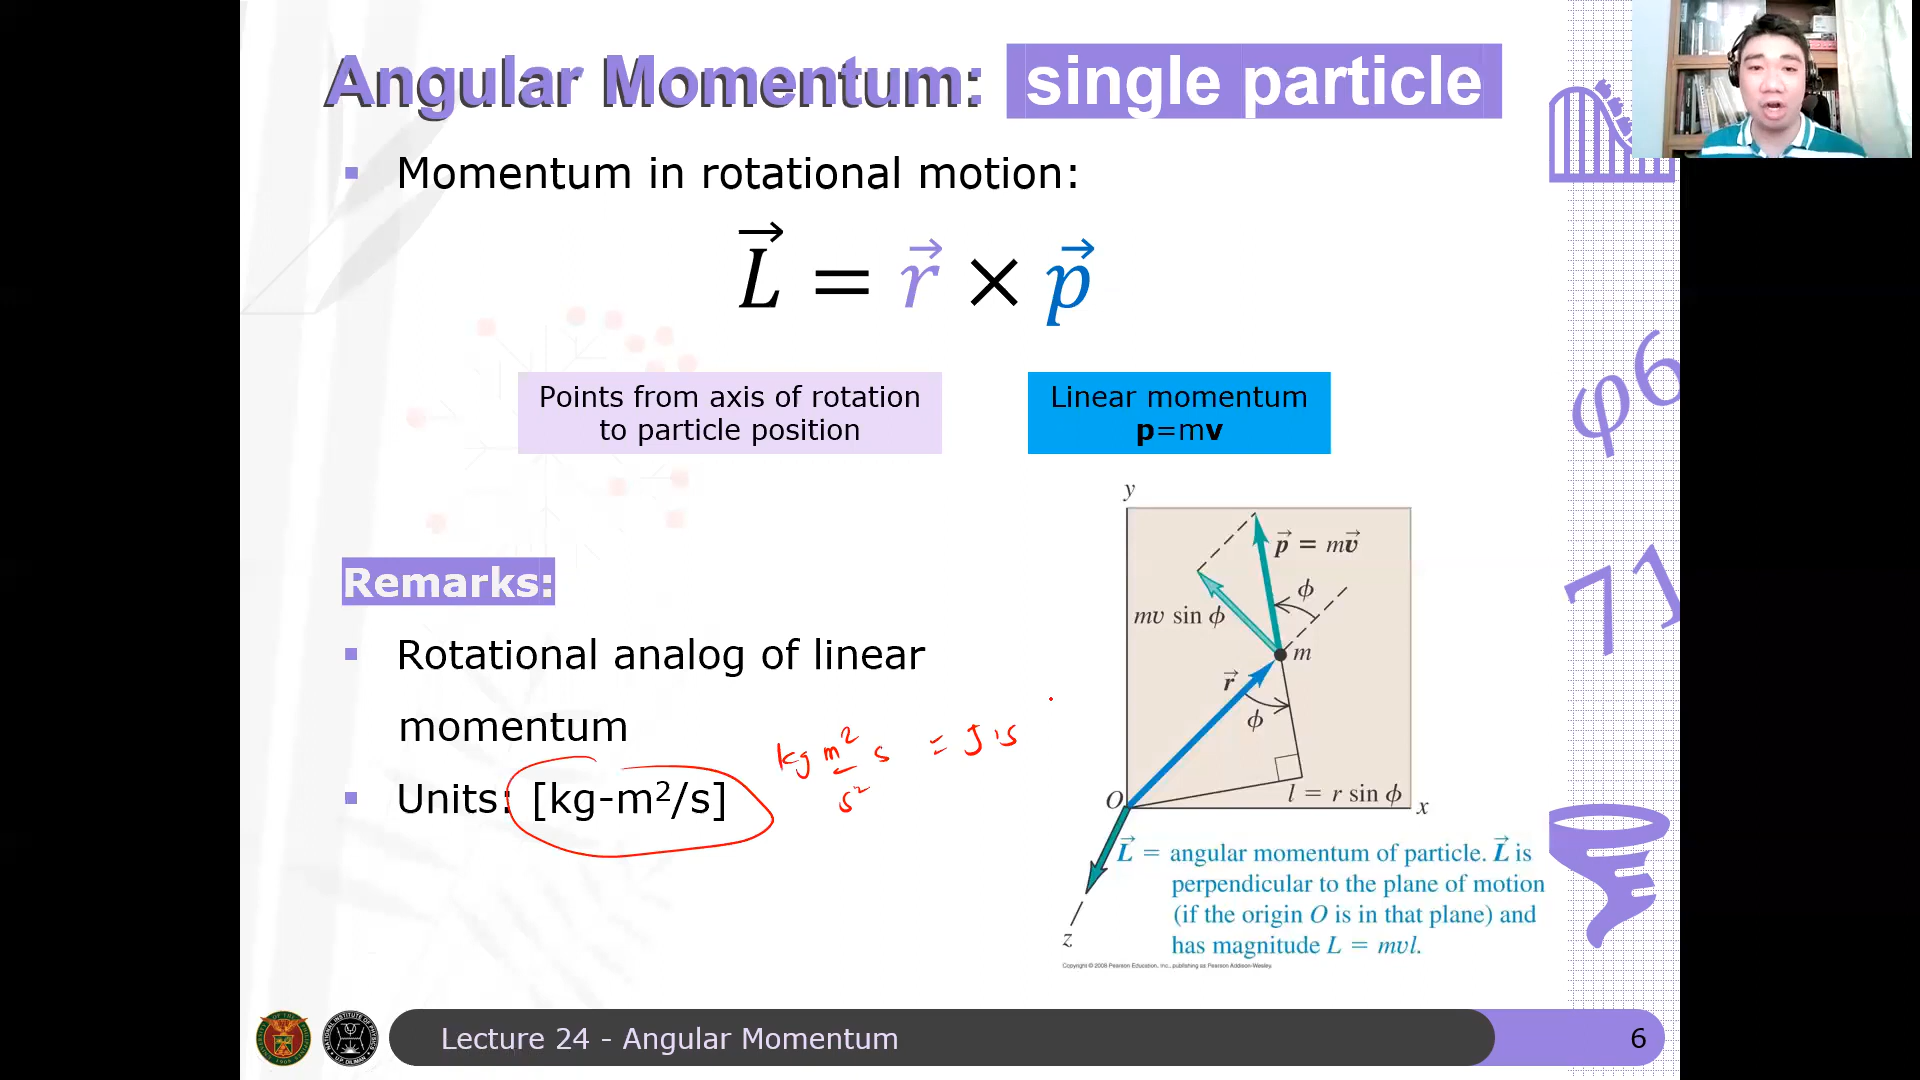 Angular Momentum: single particle
Momentum in rotational motion:
L⃗ = r⃗ × p⃗
Points from axis of rotation
to particle position
Linear momentum
p=mv
Remarks:
Rotational analog of linear
momentum
Units: [kg-m²/s]
kg m²/s² s = J·s
y
p⃗ = mv⃗
ϕ
mv sin ϕ
m
r⃗
ϕ
O
l = r sin ϕ
x
z
L⃗ = angular momentum of particle. L⃗ is
perpendicular to the plane of motion
(if the origin O is in that plane) and
has magnitude L = mvl.
Copyright © 2008 Pearson Education, Inc., publishing as Pearson Addison-Wesley.
φ6
71
Lecture 24 - Angular Momentum
6